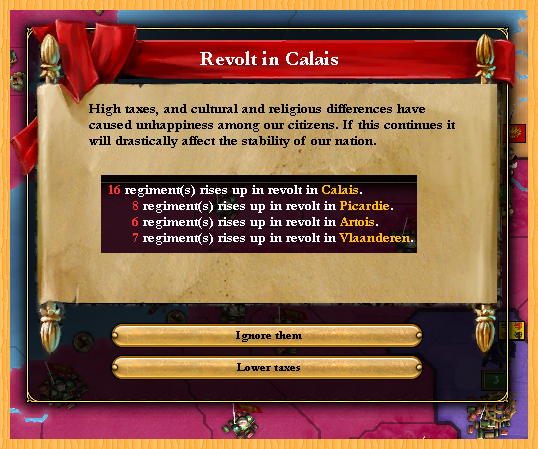 Revolt in Calais
High taxes, and cultural and religious differences have
caused unhappiness among our citizens. If this continues it
will drastically affect the stability of our nation.
16 regiment(s) rises up in revolt in Calais.
8 regiment(s) rises up in revolt in Picardie.
6 regiment(s) rises up in revolt in Artois.
7 regiment(s) rises up in revolt in Vlaanderen.
Ignore them
Lower taxes
3